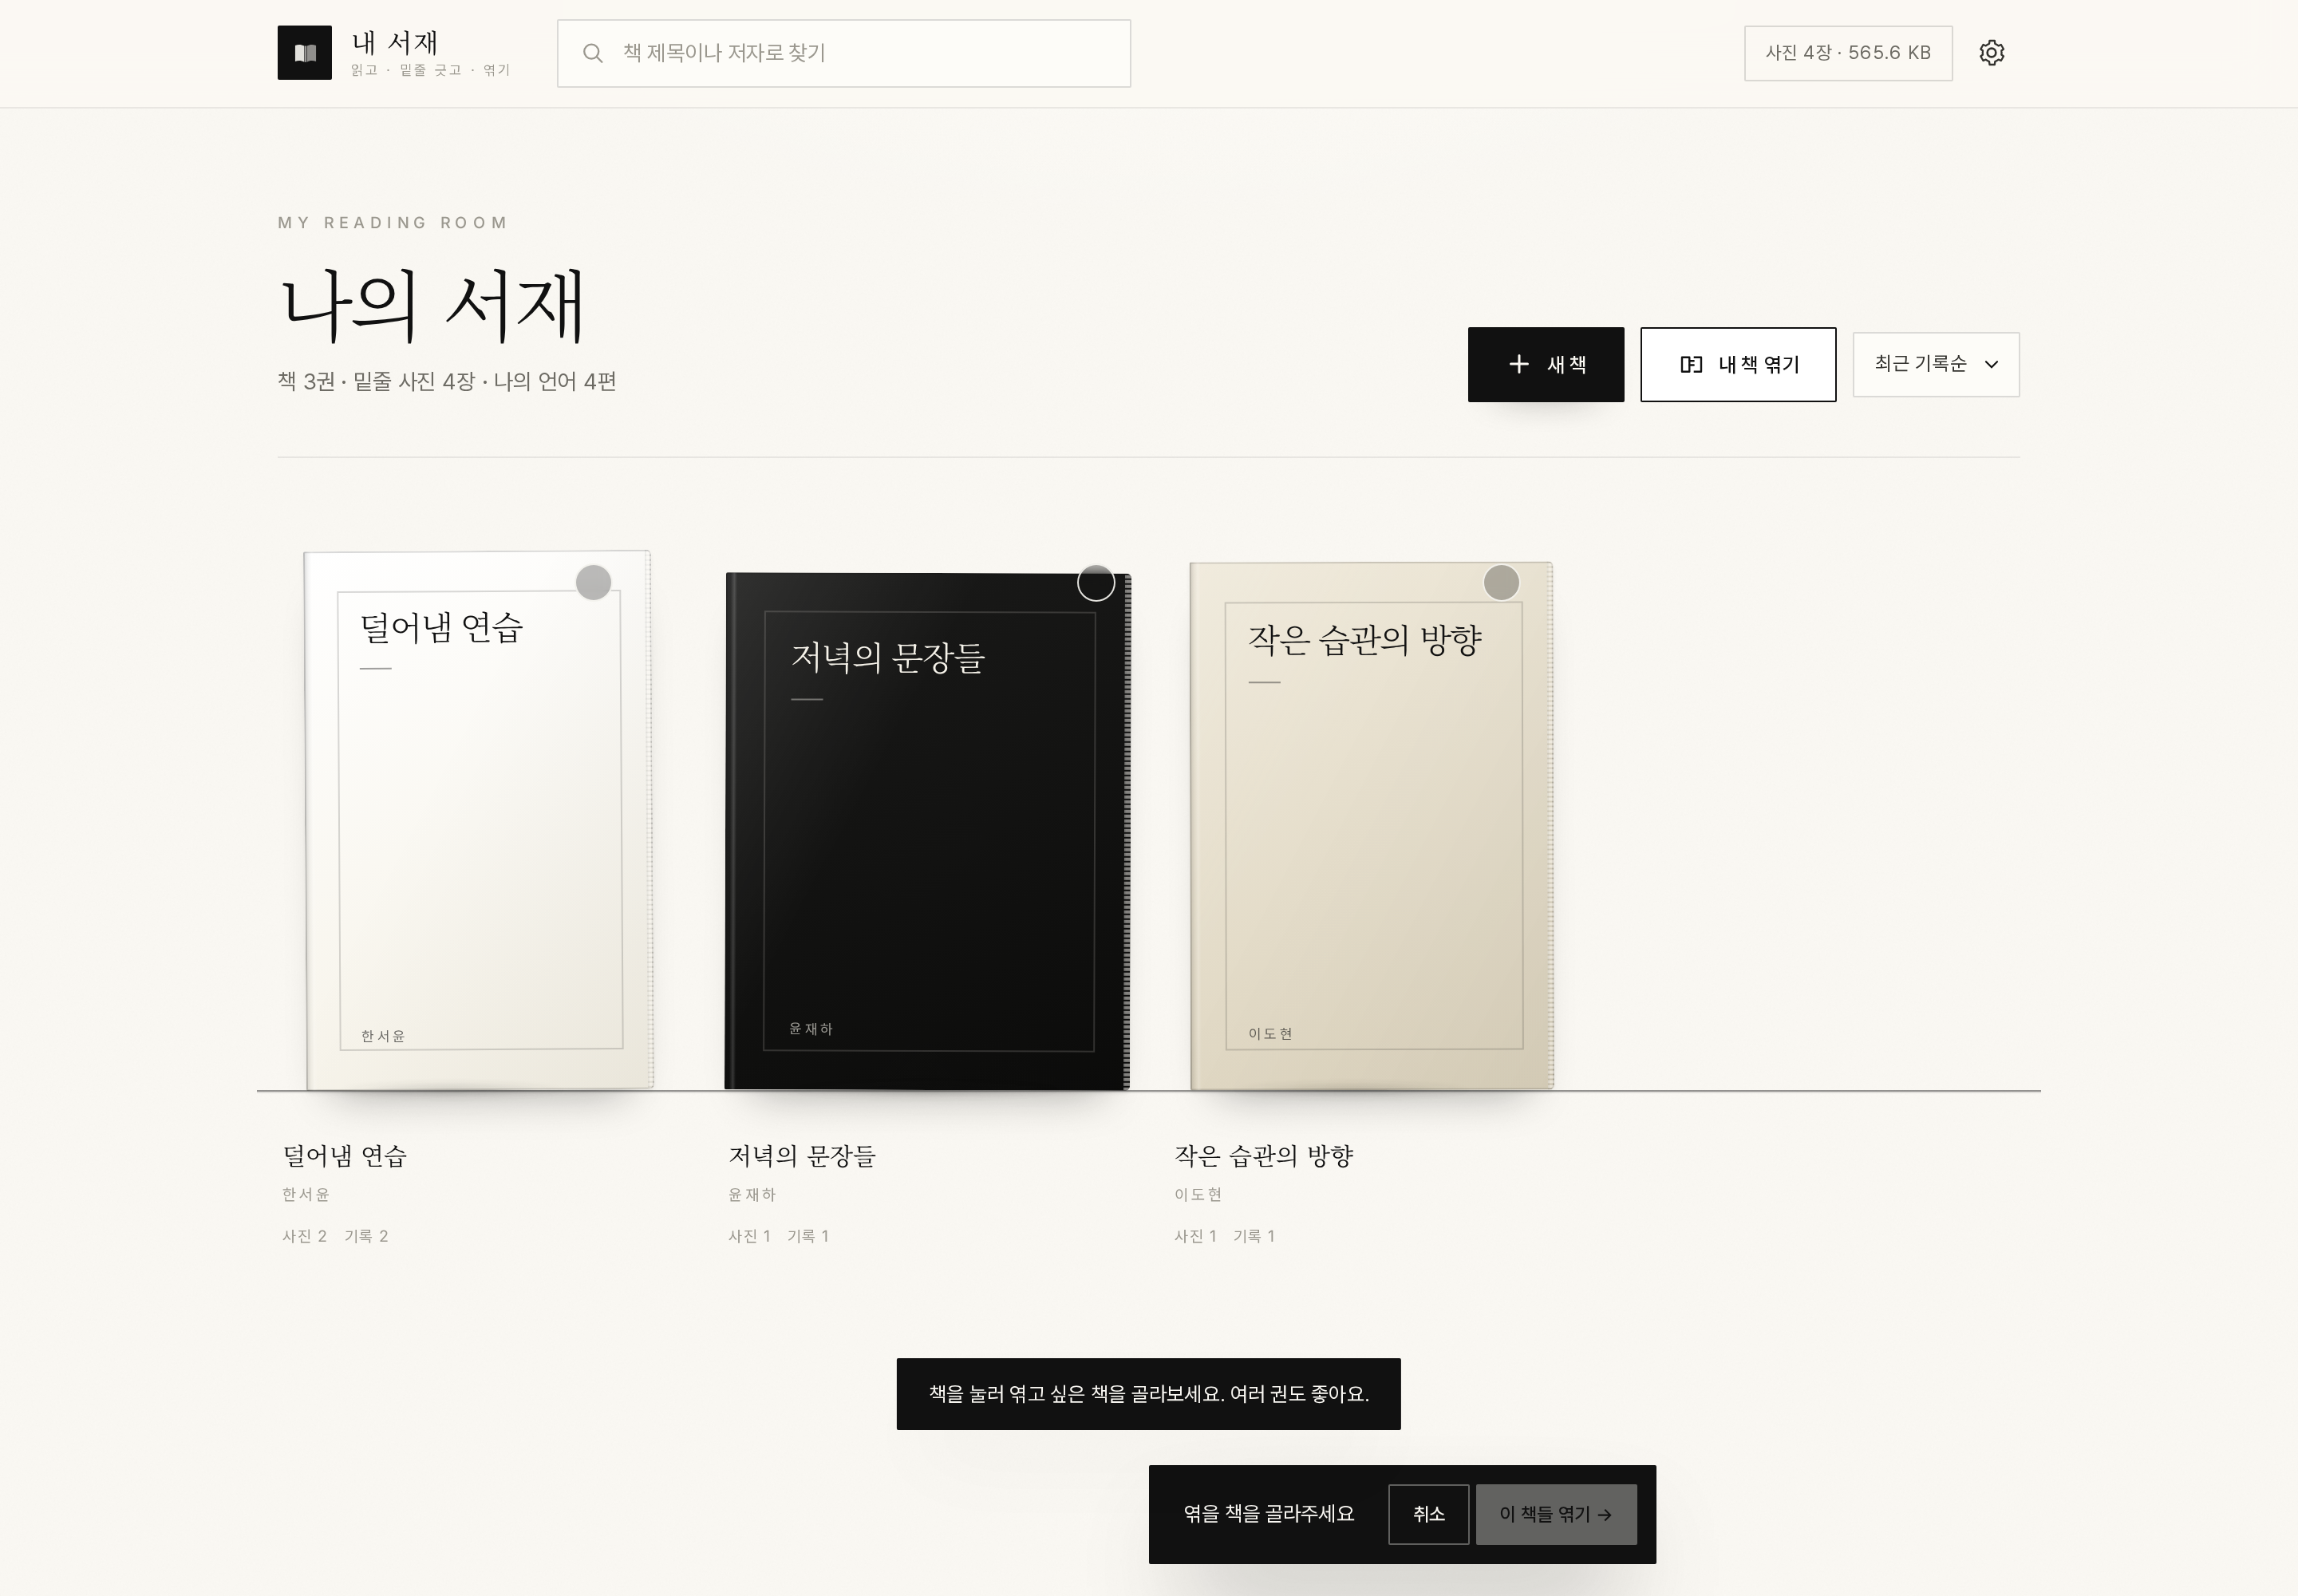 내 서재
읽고 · 밑줄 긋고 · 엮기
책 제목이나 저자로 찾기
사진 4장 · 565.6 KB
MY READING ROOM
나의 서재
책 3권 · 밑줄 사진 4장 · 나의 언어 4편
새 책
내 책 엮기
최근 기록순
덜어냄 연습
한서윤
저녁의 문장들
윤재하
작은 습관의 방향
이도현
덜어냄 연습
한서윤
사진 2 기록 2
저녁의 문장들
윤재하
사진 1 기록 1
작은 습관의 방향
이도현
사진 1 기록 1
책을 눌러 엮고 싶은 책을 골라보세요. 여러 권도 좋아요.
엮을 책을 골라주세요
취소
이 책들 엮기 →